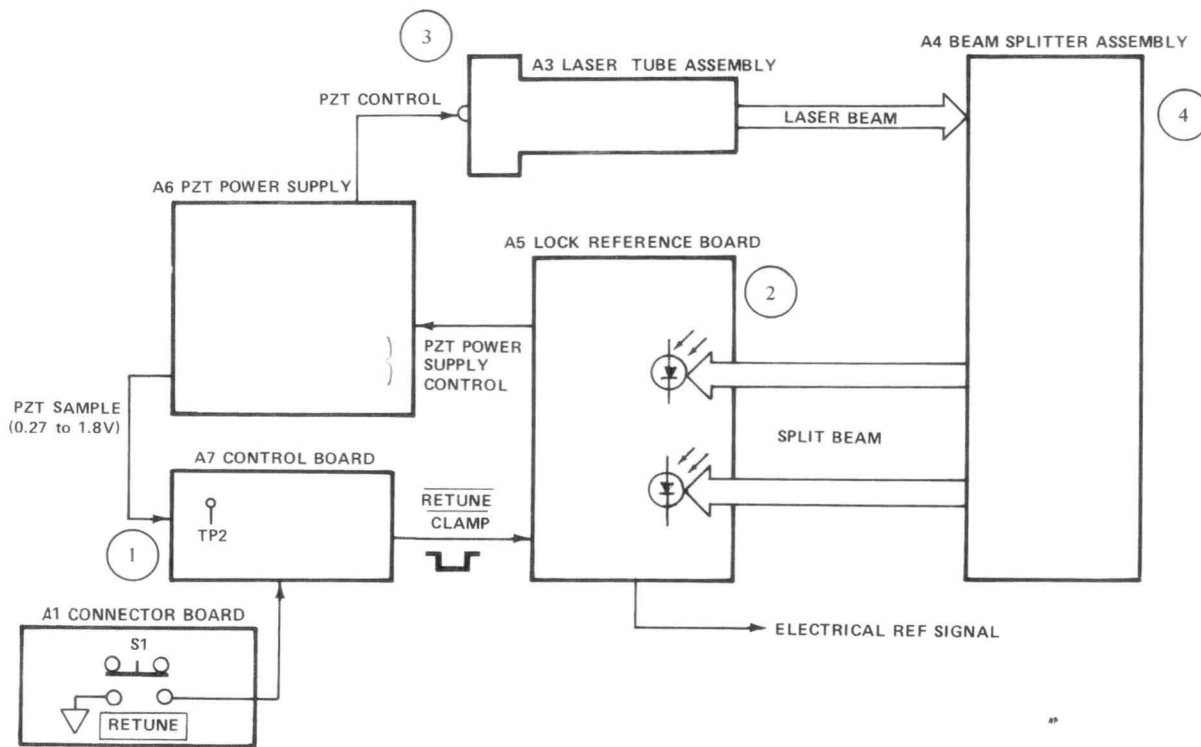 3
A4 BEAM SPLITTER ASSEMBLY
A3 LASER TUBE ASSEMBLY
PZT CONTROL
LASER BEAM
4
A6 PZT POWER SUPPLY
A5 LOCK REFERENCE BOARD
2
PZT POWER
SUPPLY
CONTROL
PZT SAMPLE
(0.27 to 1.8V)
SPLIT BEAM
A7 CONTROL BOARD
TP2
RETUNE
CLAMP
1
A1 CONNECTOR BOARD
S1
RETUNE
ELECTRICAL REF SIGNAL